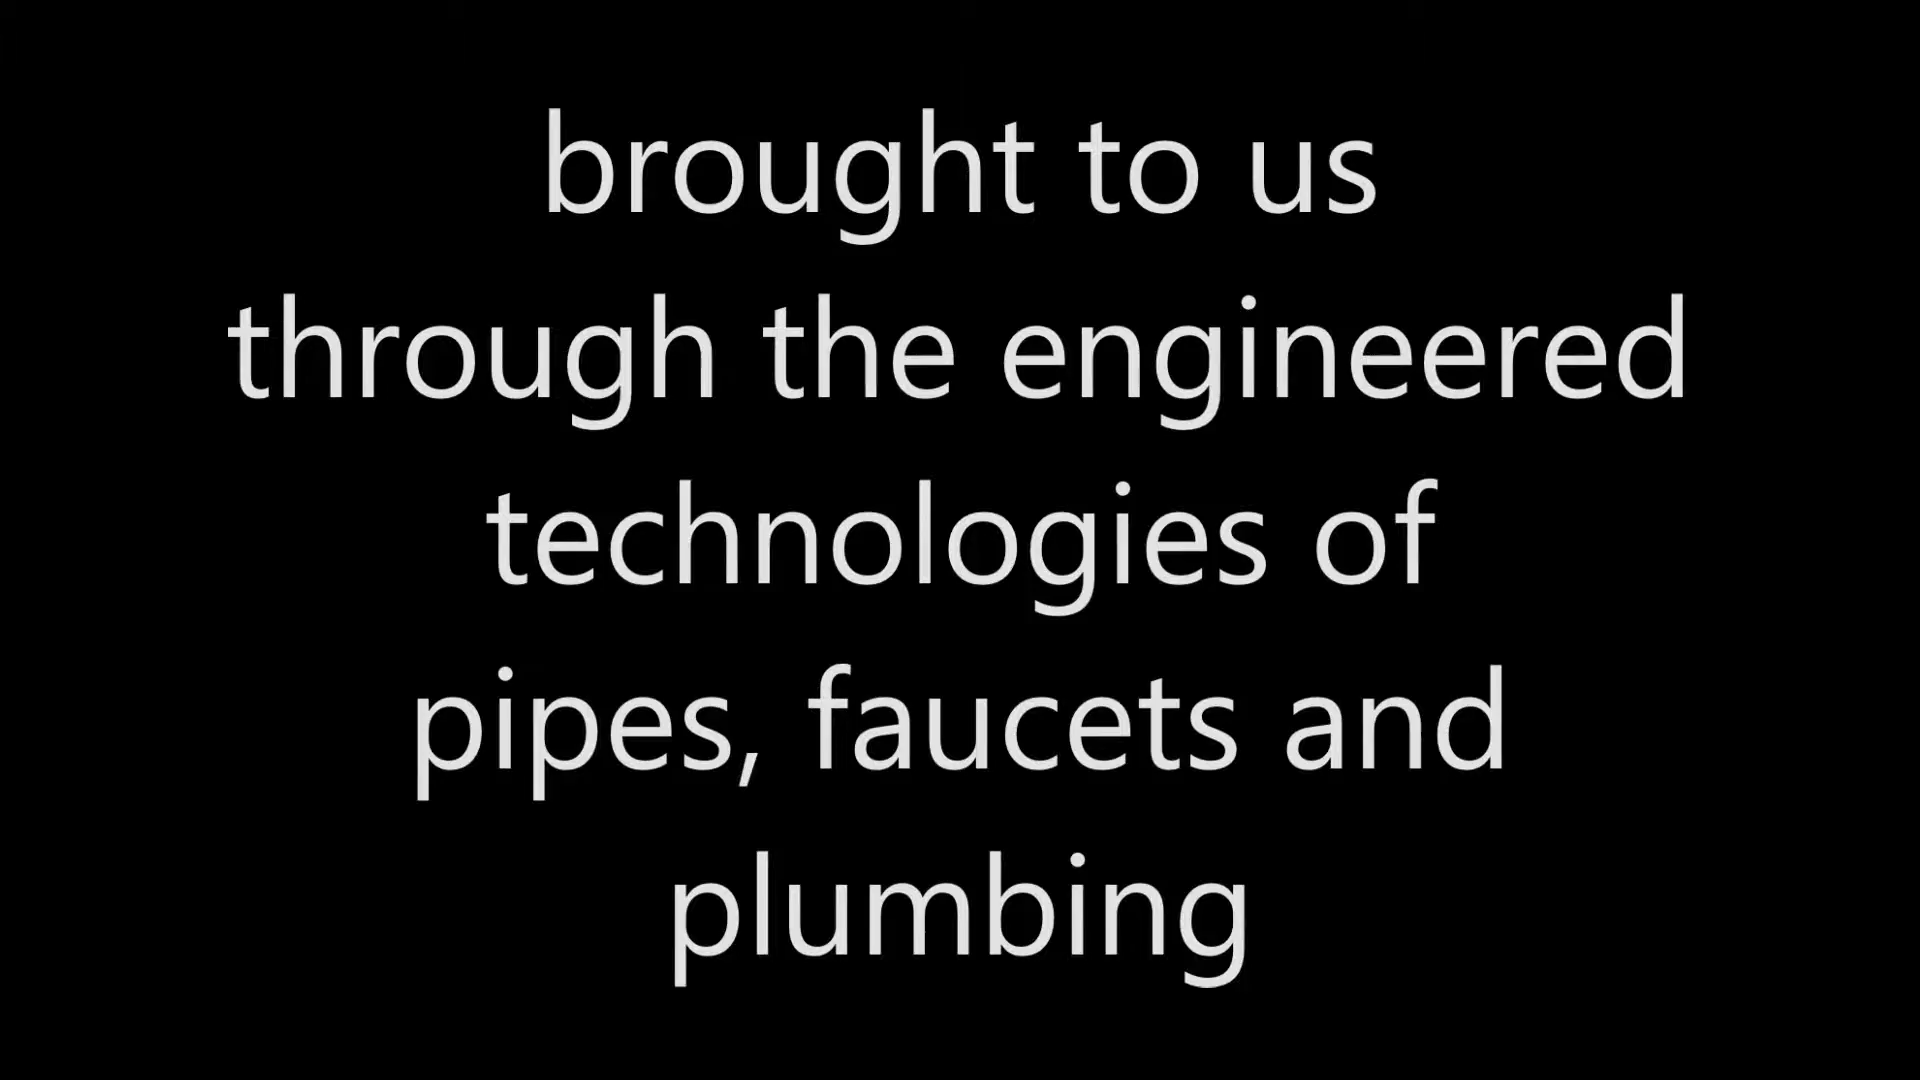 brought to us
through the engineered
technologies of
pipes, faucets and
plumbing